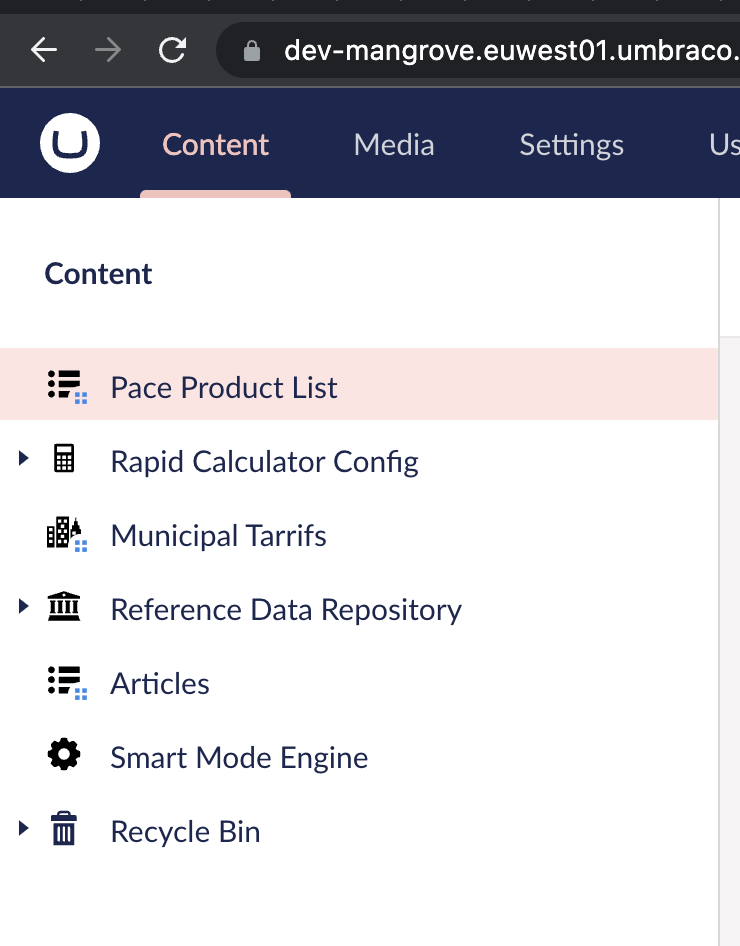 dev-mangrove.euwest01.umbraco.
Content Media Settings Us
Content
Pace Product List
Rapid Calculator Config
Municipal Tarrifs
Reference Data Repository
Articles
Smart Mode Engine
Recycle Bin